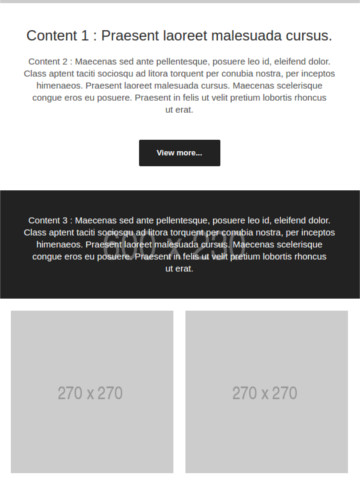 Content 1 : Praesent laoreet malesuada cursus.
Content 2 : Maecenas sed ante pellentesque, posuere leo id, eleifend dolor.
Class aptent taciti sociosqu ad litora torquent per conubia nostra, per inceptos
himenaeos. Praesent laoreet malesuada cursus. Maecenas scelerisque
congue eros eu posuere. Praesent in felis ut velit pretium lobortis rhoncus
ut erat.
View more...
Content 3 : Maecenas sed ante pellentesque, posuere leo id, eleifend dolor.
Class aptent taciti sociosqu ad litora torquent per conubia nostra, per inceptos
himenaeos. Praesent laoreet malesuada cursus. Maecenas scelerisque
congue eros eu posuere. Praesent in felis ut velit pretium lobortis rhoncus
ut erat.
600 x 230
270 x 270
270 x 270